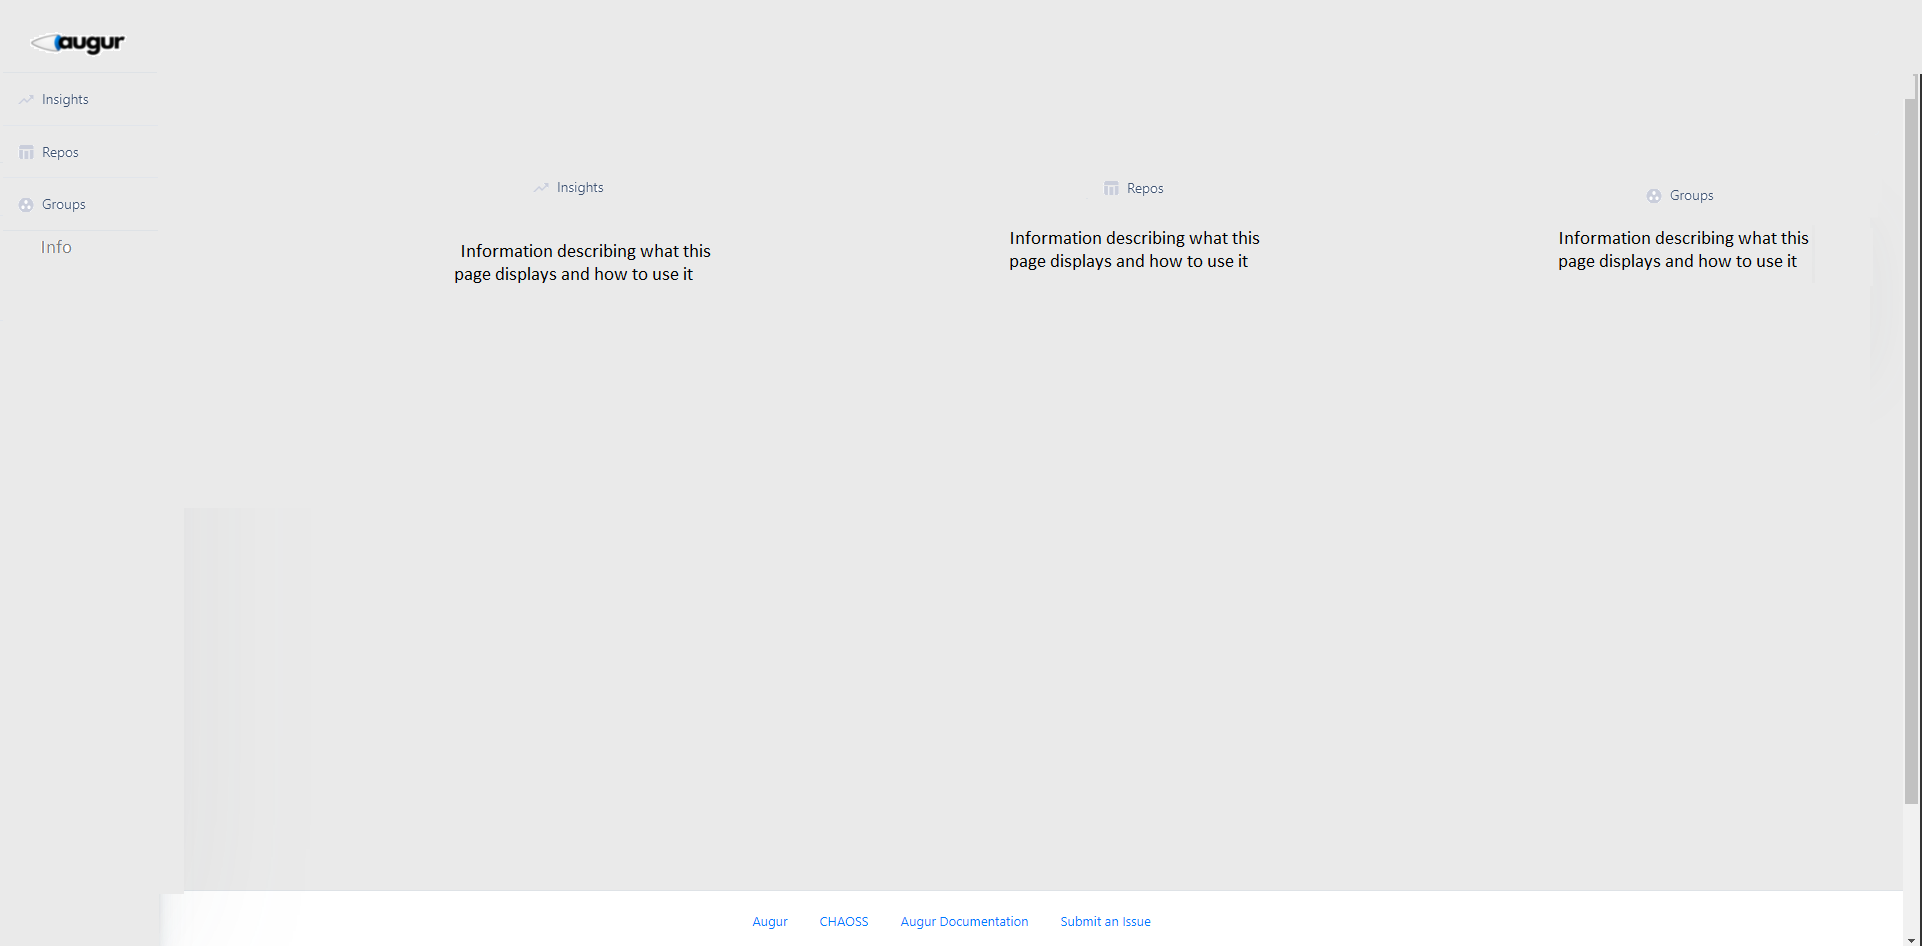 augur
Insights
Repos
Groups
Info
Insights
Information describing what this
page displays and how to use it
Repos
Information describing what this
page displays and how to use it
Groups
Information describing what this
page displays and how to use it
Augur CHAOSS Augur Documentation Submit an Issue